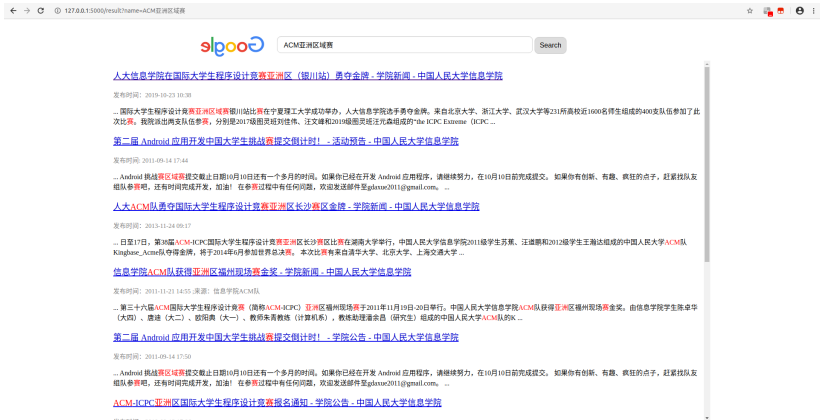 127.0.0.1:5000/result?name=ACM亚洲区域赛
Google
ACM亚洲区域赛
Search
人大信息学院在国际大学生程序设计竞赛亚洲区（银川站）勇夺金牌 - 学院新闻 - 中国人民大学信息学院
发布时间：2019-10-23 10:38
... 国际大学生程序设计竞赛亚洲区域赛银川站比赛在宁夏理工大学成功举办，人大信息学院选手勇夺金牌。来自北京大学、浙江大学、武汉大学等231所高校近1600名师生组成的400支队伍参加了此
次比赛。我院派出两支队伍参赛，分别是2017级图灵班刘佳伟、汪文峰和2019级图灵班汪元森组成的“the ICPC Extreme（ICPC ...
第二届 Android 应用开发中国大学生挑战赛提交倒计时！ - 活动预告 - 中国人民大学信息学院
发布时间：2011-09-14 17:44
... Android 挑战赛区域赛提交截止日期10月10日还有一个多月的时间。如果你已经在开发 Android 应用程序，请继续努力，在10月10日前完成提交。 如果你有创新、有趣、疯狂的点子，赶紧找队友
组队参赛吧，还有时间完成开发，加油！ 在参赛过程中有任何问题，欢迎发送邮件至gdaxue2011@gmail.com。 ...
人大ACM队勇夺国际大学生程序设计竞赛亚洲区长沙赛区金牌 - 学院新闻 - 中国人民大学信息学院
发布时间：2013-11-24 09:17
... 日至17日，第38届ACM-ICPC国际大学生程序设计竞赛亚洲区长沙赛区比赛在湖南大学举行，中国人民大学信息学院2011级学生苏蕉、汪道鹏和2012级学生王瀚达组成的中国人民大学ACM队
Kingbase_Acme队夺得金牌，将于2014年6月参加世界总决赛。 本次比赛有来自清华大学、北京大学、上海交通大学 ...
信息学院ACM队获得亚洲区福州现场赛金奖 - 学院新闻 - 中国人民大学信息学院
发布时间：2011-11-21 14:55 ;来源：信息学院ACM队
... 第三十六届ACM国际大学生程序设计竞赛（简称ACM-ICPC）亚洲区福州现场赛于2011年11月19日-20日举行。中国人民大学信息学院ACM队获得亚洲区福州现场赛金奖。由信息学院学生陈卓华
（大四）、唐迪（大二）、欧阳典（大一）、教师朱青教练（计算机系），教练助理潘余昌（研究生）组成的中国人民大学ACM队的K ...
第二届 Android 应用开发中国大学生挑战赛提交倒计时！ - 学院公告 - 中国人民大学信息学院
发布时间：2011-09-14 17:50
... Android 挑战赛区域赛提交截止日期10月10日还有一个多月的时间。如果你已经在开发 Android 应用程序，请继续努力，在10月10日前完成提交。 如果你有创新、有趣、疯狂的点子，赶紧找队友
组队参赛吧，还有时间完成开发，加油！ 在参赛过程中有任何问题，欢迎发送邮件至gdaxue2011@gmail.com。 ...
ACM-ICPC亚洲区国际大学生程序设计竞赛报名通知 - 学院公告 - 中国人民大学信息学院